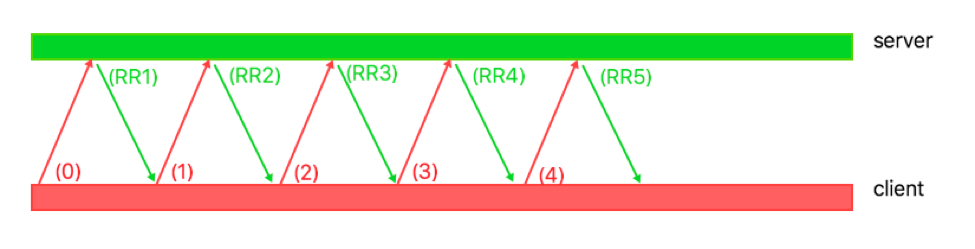 server
(RR1)
(RR2)
(RR3)
(RR4)
(RR5)
(0)
(1)
(2)
(3)
(4)
client